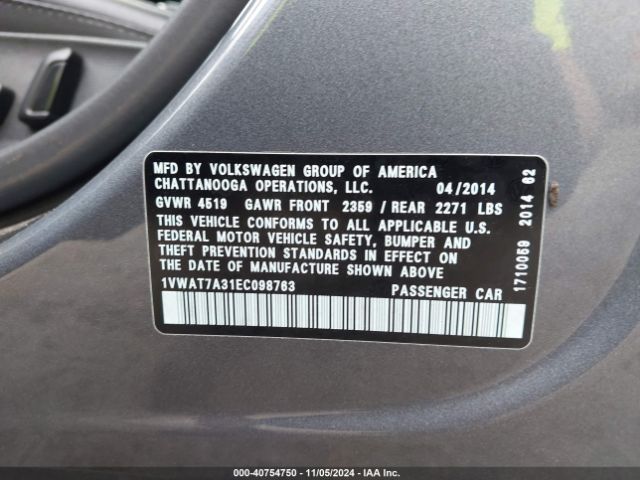 MFD BY VOLKSWAGEN GROUP OF AMERICA
CHATTANOOGA OPERATIONS, LLC. 04/2014
GVWR 4519 GAWR FRONT 2359 / REAR 2271 LBS
THIS VEHICLE CONFORMS TO ALL APPLICABLE U.S.
FEDERAL MOTOR VEHICLE SAFETY, BUMPER AND
THEFT PREVENTION STANDARDS IN EFFECT ON
THE DATE OF MANUFACTURE SHOWN ABOVE
1VWAT7A31EC098763 PASSENGER CAR
1710059 2014 62
000-40754750 - 11/05/2024 - IAA Inc.